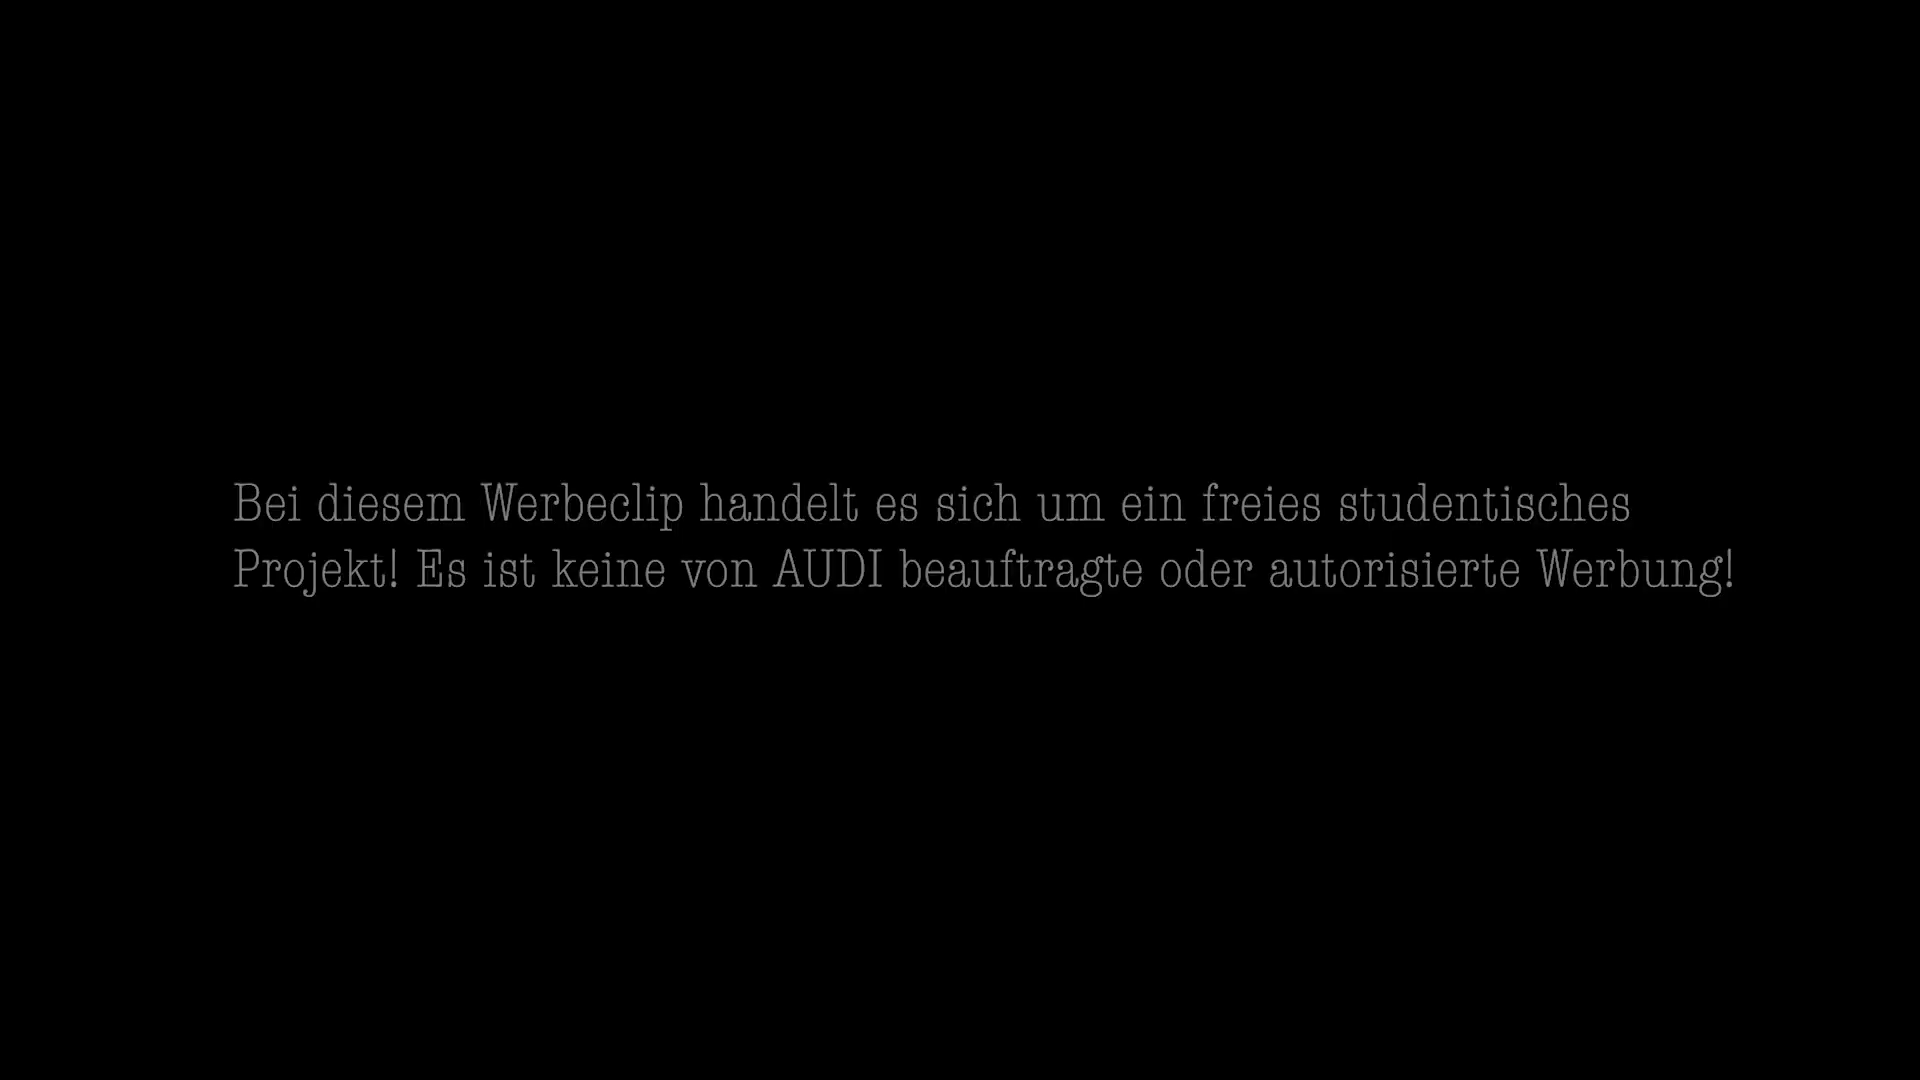 Bei diesem Werbeclip handelt es sich um ein freies studentisches
Projekt! Es ist keine von AUDI beauftragte oder autorisierte Werbung!